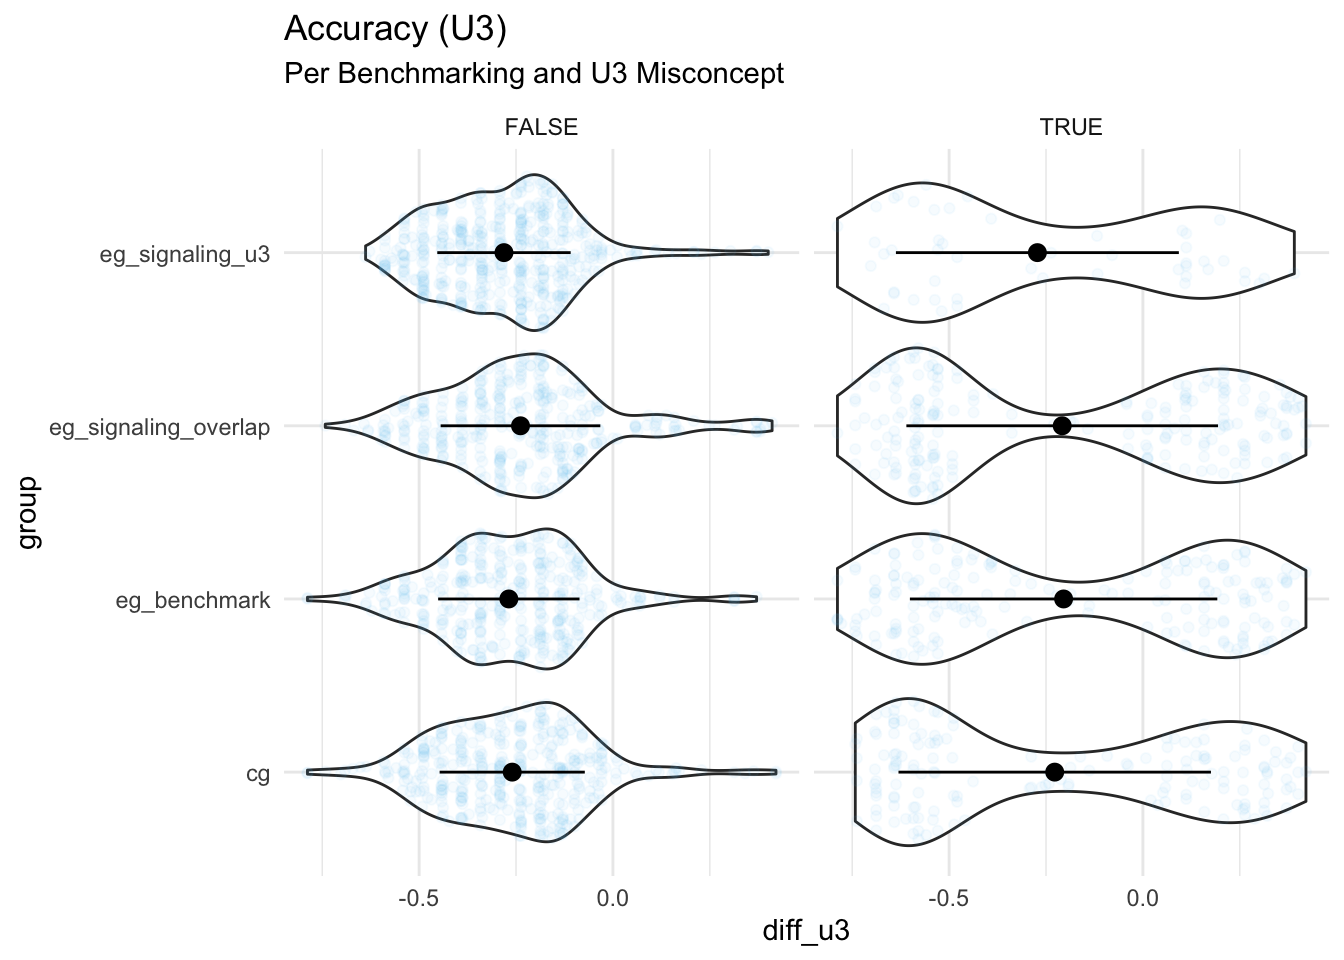 Accuracy (U3)
Per Benchmarking and U3 Misconcept
FALSE
TRUE
eg_signaling_u3
eg_signaling_overlap
eg_benchmark
cg
group
-0.5
0.0
-0.5
0.0
diff_u3